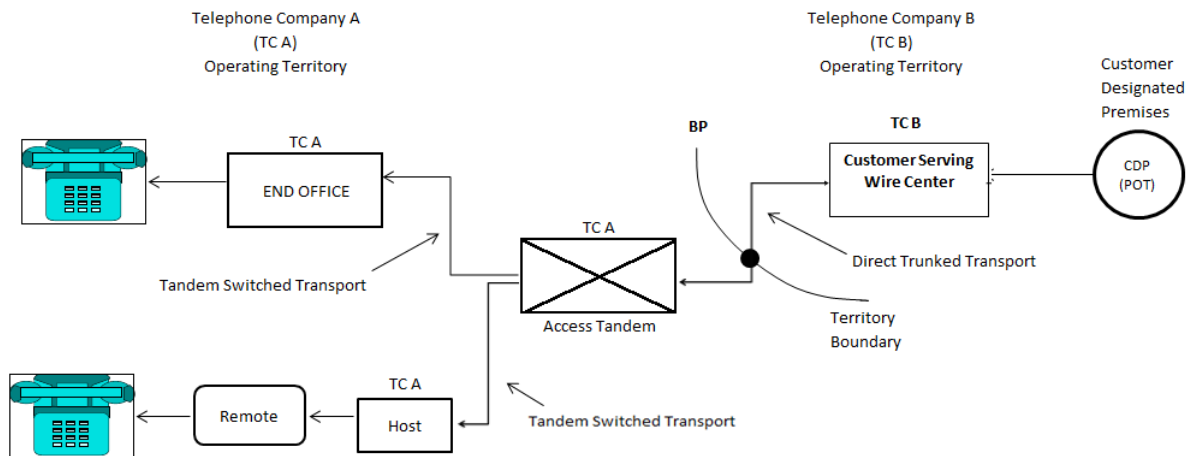 Telephone Company A
(TC A)
Operating Territory
Telephone Company B
(TC B)
Operating Territory
Customer
Designated
Premises
BP
TC B
TC A
Customer Serving
Wire Center
END OFFICE
CDP
(POT)
TC A
Direct Trunked Transport
Tandem Switched Transport
Access Tandem
Territory
Boundary
TC A
Remote
Host
Tandem Switched Transport